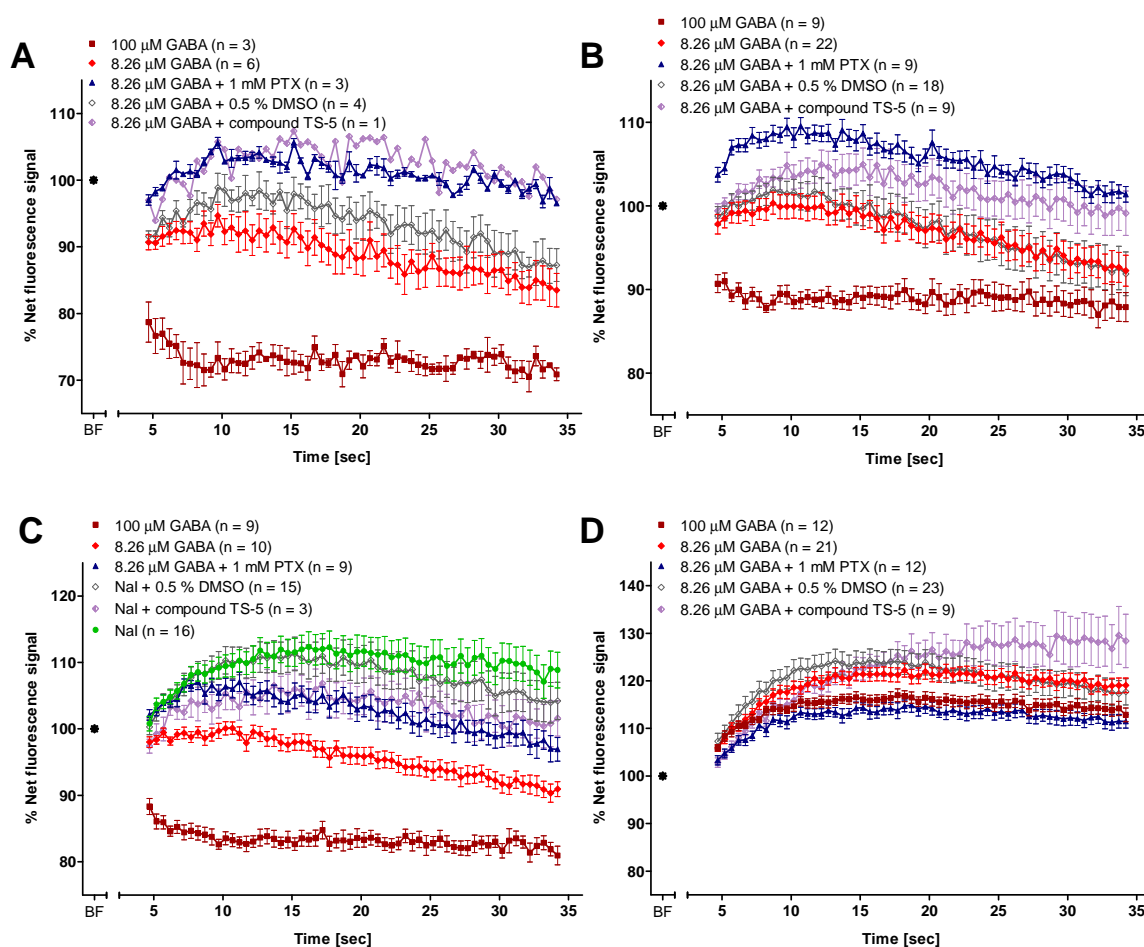 A
100 µM GABA (n = 3)
8.26 µM GABA (n = 6)
8.26 µM GABA + 1 mM PTX (n = 3)
8.26 µM GABA + 0.5 % DMSO (n = 4)
8.26 µM GABA + compound TS-5 (n = 1)
110
100
90
80
70
% Net fluorescence signal
BF
5
10
15
20
25
30
35
Time [sec]
B
100 µM GABA (n = 9)
8.26 µM GABA (n = 22)
8.26 µM GABA + 1 mM PTX (n = 9)
8.26 µM GABA + 0.5 % DMSO (n = 18)
8.26 µM GABA + compound TS-5 (n = 9)
110
100
90
80
% Net fluorescence signal
BF
5
10
15
20
25
30
35
Time [sec]
C
100 µM GABA (n = 9)
8.26 µM GABA (n = 10)
8.26 µM GABA + 1 mM PTX (n = 9)
NaI + 0.5 % DMSO (n = 15)
NaI + compound TS-5 (n = 3)
NaI (n = 16)
120
110
100
90
80
% Net fluorescence signal
BF
5
10
15
20
25
30
35
Time [sec]
D
100 µM GABA (n = 12)
8.26 µM GABA (n = 21)
8.26 µM GABA + 1 mM PTX (n = 12)
8.26 µM GABA + 0.5 % DMSO (n = 23)
8.26 µM GABA + compound TS-5 (n = 9)
140
130
120
110
100
90
80
% Net fluorescence signal
BF
5
10
15
20
25
30
35
Time [sec]